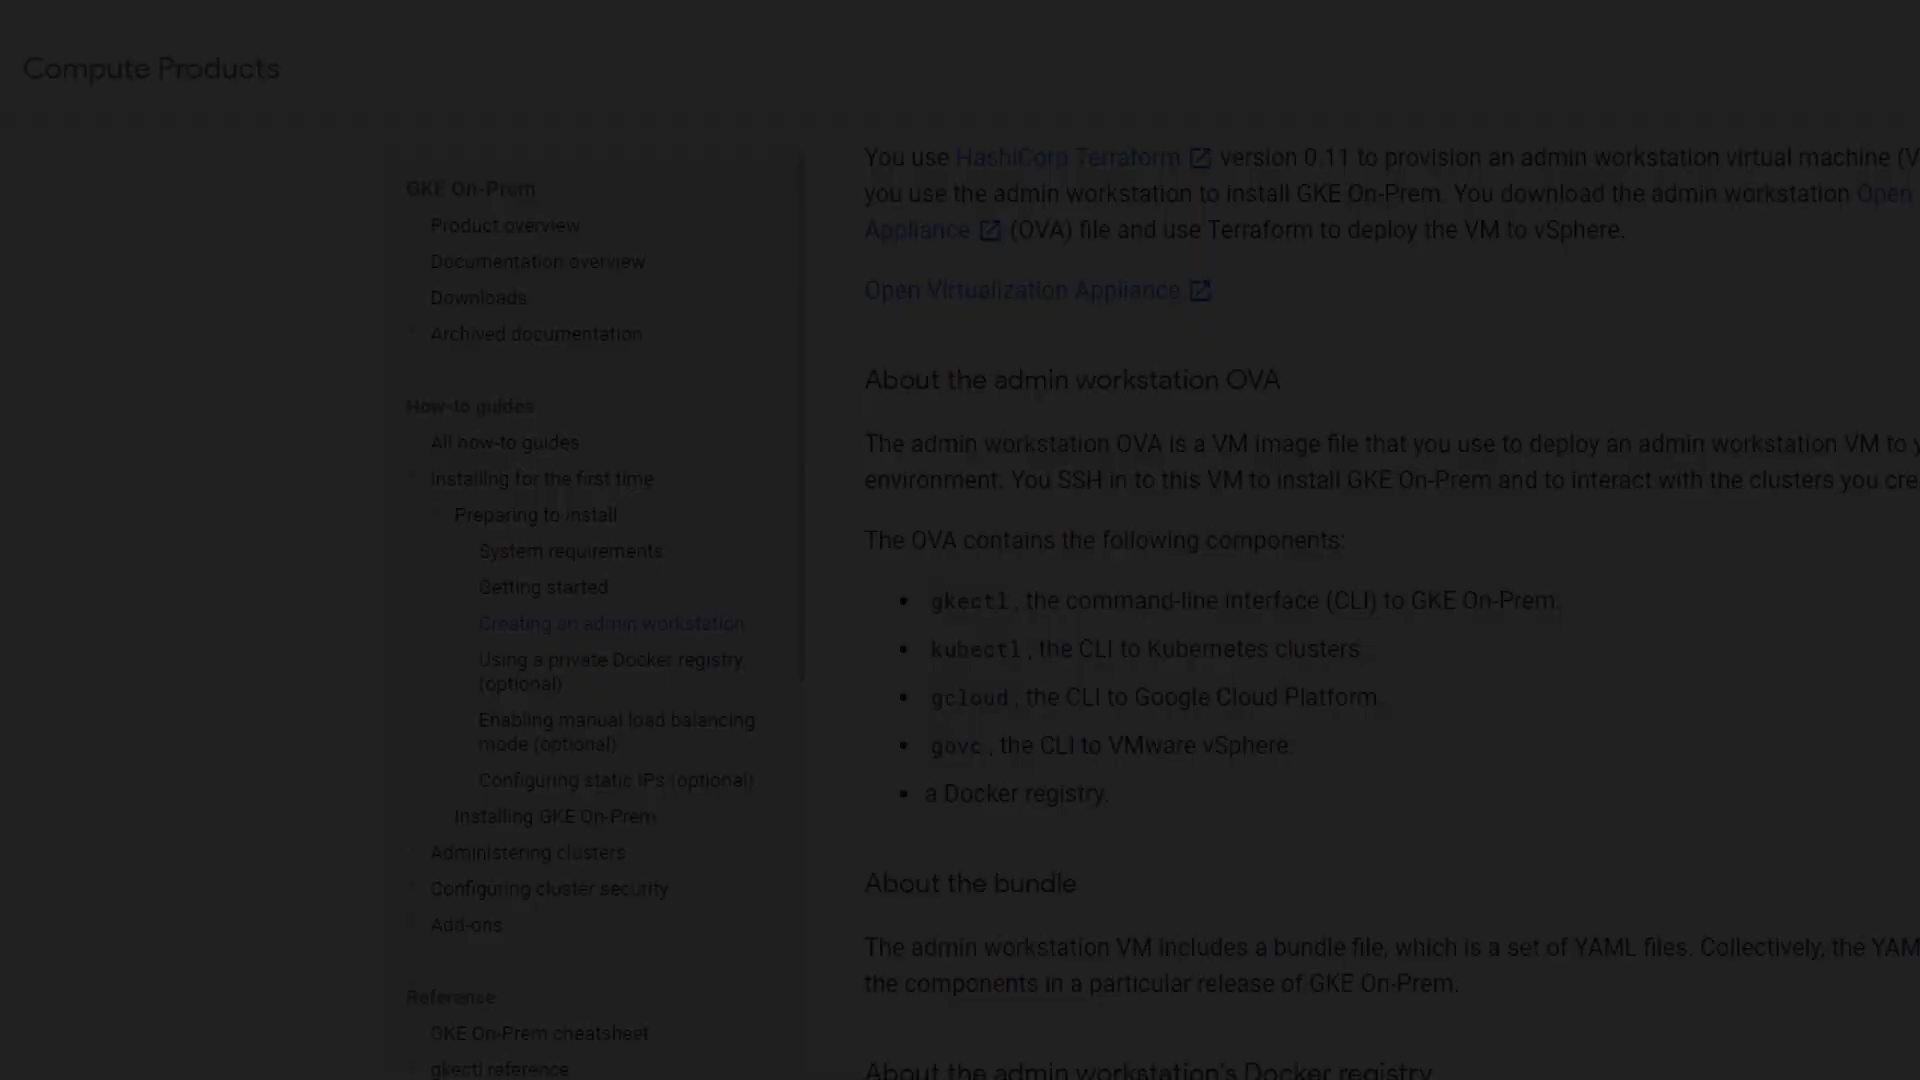 Compute Products
GKE On-Prem
Product overview
Documentation overview
Downloads
Archived documentation
How-to guides
All how-to guides
Installing for the first time
Preparing to install
System requirements
Getting started
Creating an admin workstation
Using a private Docker registry
(optional)
Enabling manual load balancing
mode (optional)
Configuring static IPs (optional)
Installing GKE On-Prem
Administering clusters
Configuring cluster security
Add-ons
Reference
GKE On-Prem cheatsheet
gkectl reference
You use HashiCorp Terraform version 0.11 to provision an admin workstation virtual machine (V
you use the admin workstation to install GKE On-Prem. You download the admin workstation Open
Appliance (OVA) file and use Terraform to deploy the VM to vSphere.
Open Virtualization Appliance
About the admin workstation OVA
The admin workstation OVA is a VM image file that you use to deploy an admin workstation VM to y
environment. You SSH in to this VM to install GKE On-Prem and to interact with the clusters you cre
The OVA contains the following components:
• gkectl, the command-line interface (CLI) to GKE On-Prem.
• kubectl, the CLI to Kubernetes clusters.
• gcloud, the CLI to Google Cloud Platform.
• govc, the CLI to VMware vSphere.
• a Docker registry.
About the bundle
The admin workstation VM includes a bundle file, which is a set of YAML files. Collectively, the YAM
the components in a particular release of GKE On-Prem.
About the admin workstation's Docker registry